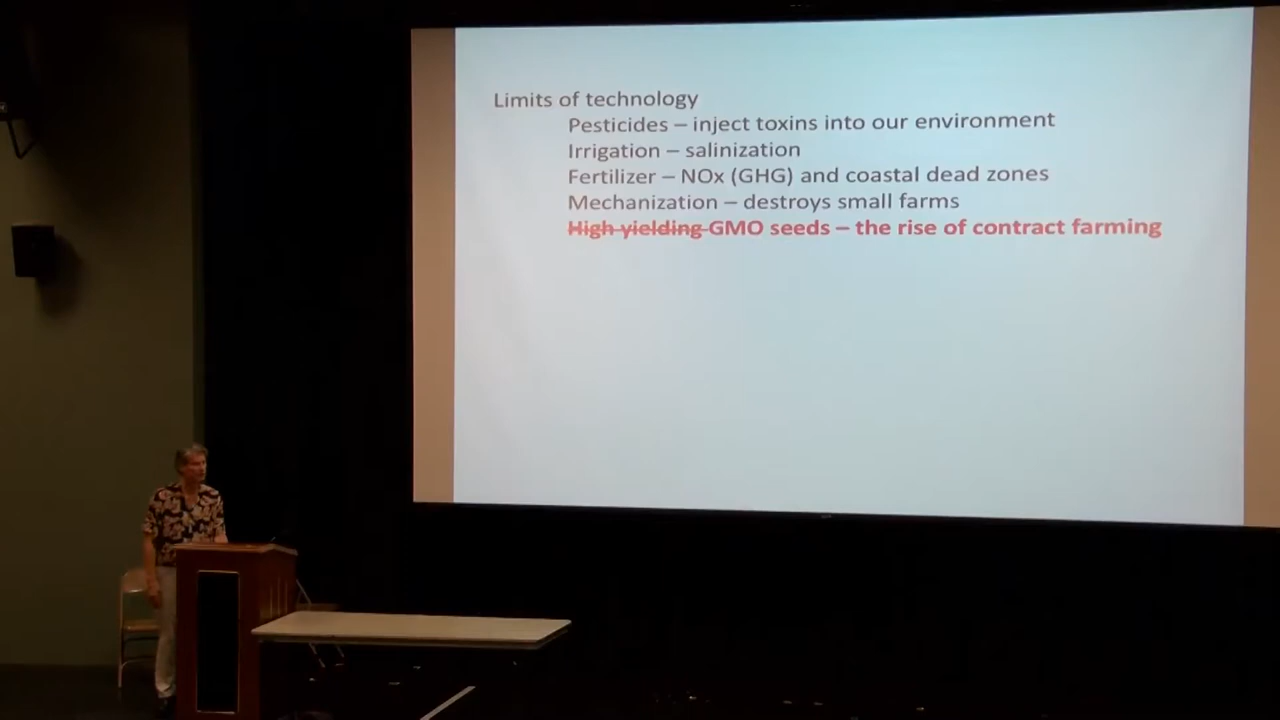 Limits of technology
Pesticides – inject toxins into our environment
Irrigation – salinization
Fertilizer – NOx (GHG) and coastal dead zones
Mechanization – destroys small farms
High yielding GMO seeds – the rise of contract farming